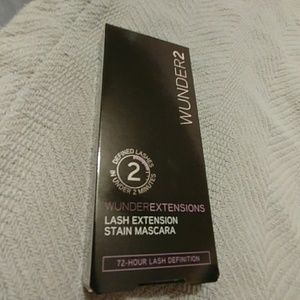 WUNDER2
DEFINED LASHES
2
IN UNDER 2 MINUTES
WUNDEREXTENSIONS
LASH EXTENSION
STAIN MASCARA
72-HOUR LASH DEFINITION